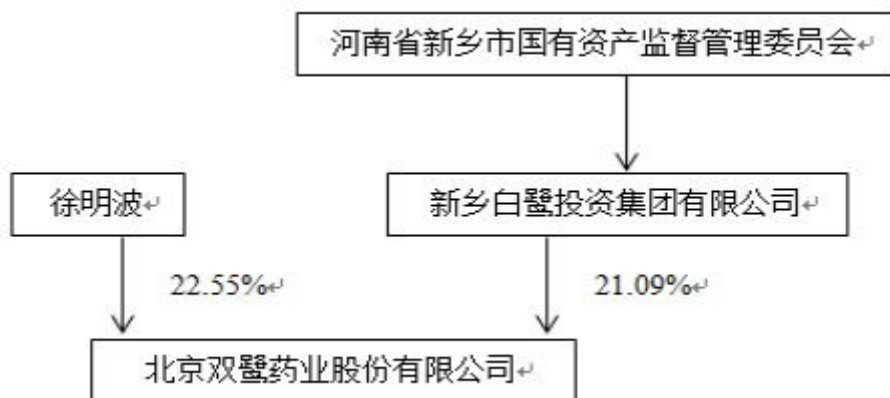 河南省新乡市国有资产监督管理委员会↵
徐明波↵
新乡白鹭投资集团有限公司↵
22.55%↵
21.09%↵
北京双鹭药业股份有限公司↵